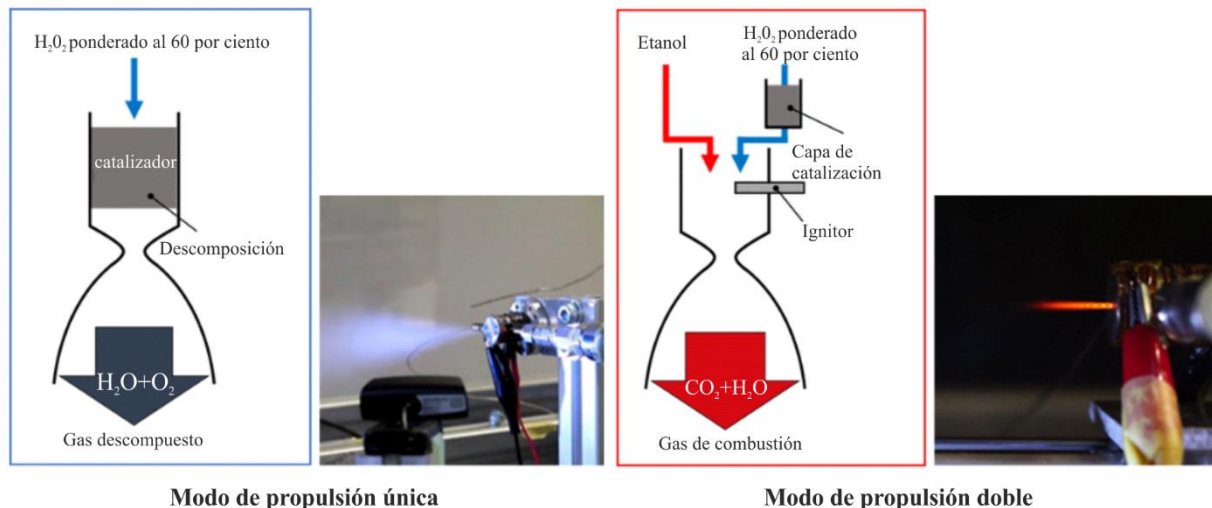 H₂0₂ ponderado al 60 por ciento
catalizador
Descomposición
H₂O+O₂
Gas descompuesto
Modo de propulsión única
Etanol
H₂0₂ ponderado
al 60 por ciento
Capa de
catalización
Ignitor
CO₂+H₂O
Gas de combustión
Modo de propulsión doble